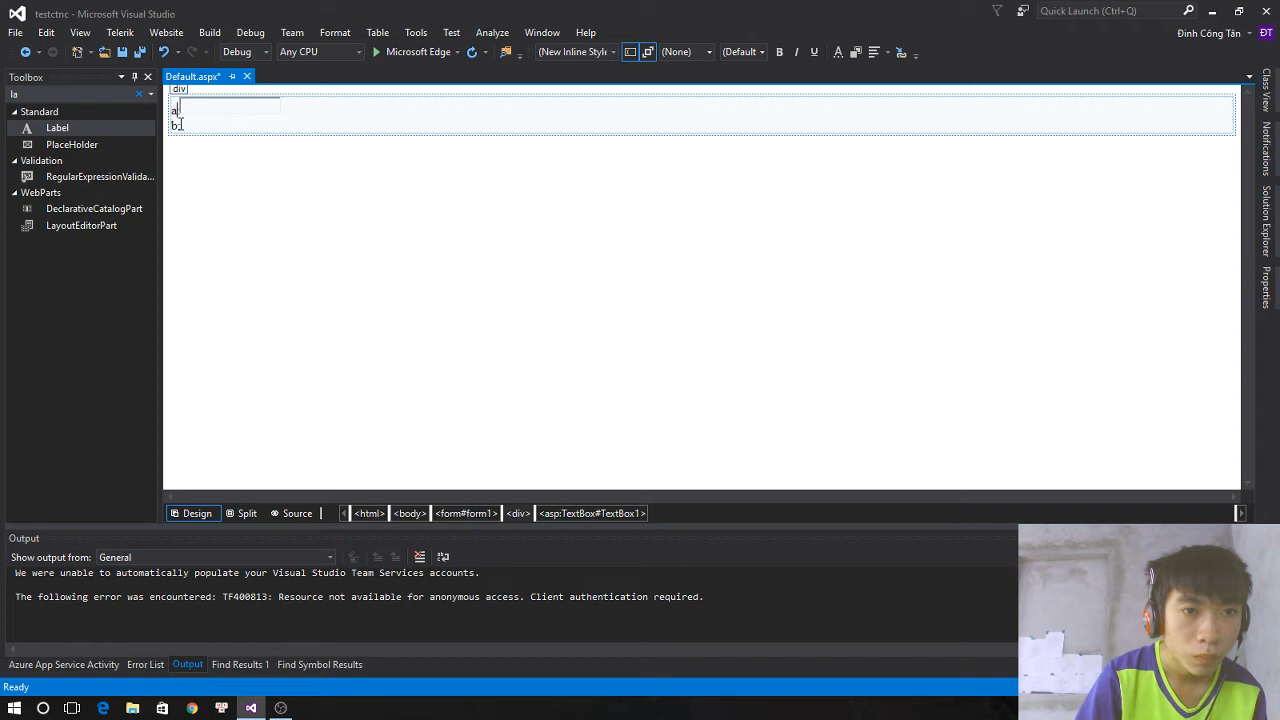 testctnc - Microsoft Visual Studio
Quick Launch (Ctrl+Q)
File Edit View Telerik Website Build Debug Team Format Table Tools Test Analyze Window Help
Đinh Công Tấn ĐT
Debug Any CPU Microsoft Edge (New Inline Style (None) (Default B I U A
Toolbox
la
Standard
A Label
PlaceHolder
Validation
RegularExpressionValida...
WebParts
DeclarativeCatalogPart
LayoutEditorPart
Default.aspx*
div
a
b:
Design Split Source <html> <body> <form#form1> <div> <asp:TextBox#TextBox1>
Class View
Notifications
Solution Explorer
Properties
Output
Show output from: General
We were unable to automatically populate your Visual Studio Team Services accounts.
The following error was encountered: TF400813: Resource not available for anonymous access. Client authentication required.
Azure App Service Activity Error List Output Find Results 1 Find Symbol Results
Ready